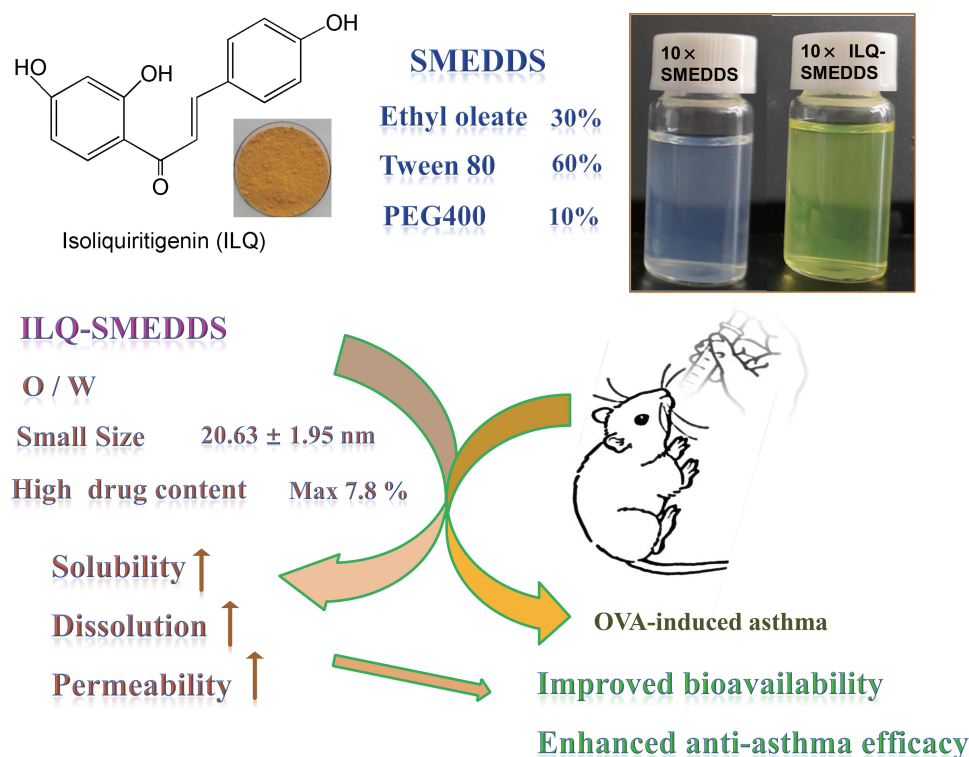 OH
HO
OH
O
Isoliquiritigenin (ILQ)
SMEDDS
Ethyl oleate 30%
Tween 80 60%
PEG400 10%
10×
SMEDDS
10× ILQ-
SMEDDS
ILQ-SMEDDS
O / W
Small Size 20.63 ± 1.95 nm
High drug content Max 7.8 %
Solubility
Dissolution
Permeability
OVA-induced asthma
Improved bioavailability
Enhanced anti-asthma efficacy